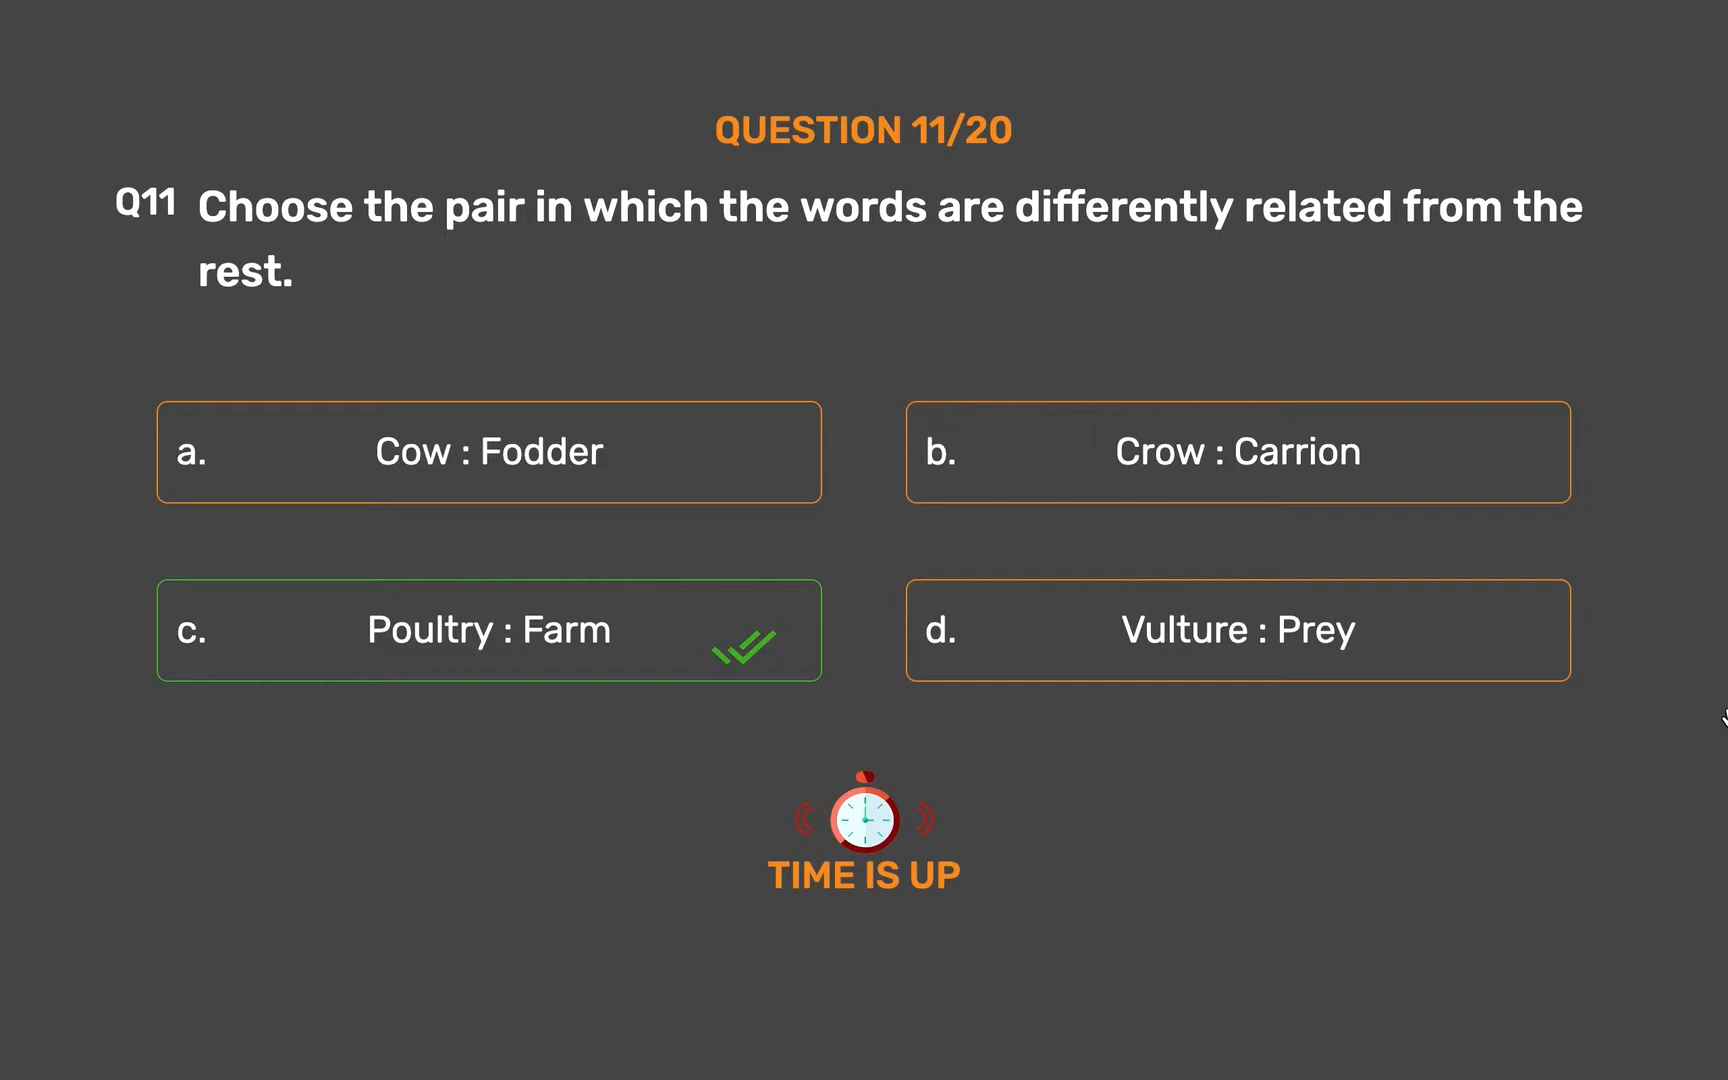 QUESTION 11/20
Q11 Choose the pair in which the words are differently related from the
rest.
a. Cow : Fodder
b. Crow : Carrion
c. Poultry : Farm
d. Vulture : Prey
TIME IS UP